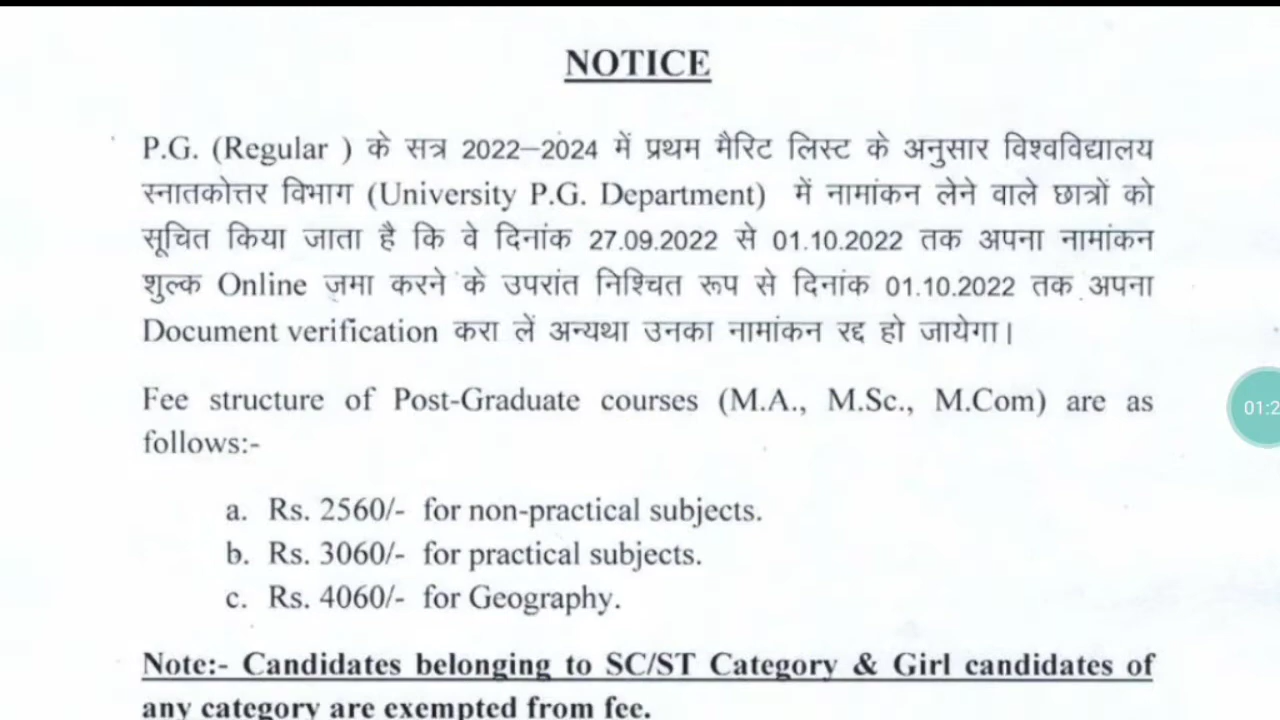 NOTICE
P.G. (Regular ) के सत्र 2022–2024 में प्रथम मैरिट लिस्ट के अनुसार विश्वविद्यालय
स्नातकोत्तर विभाग (University P.G. Department) में नामांकन लेने वाले छात्रों को
सूचित किया जाता है कि वे दिनांक 27.09.2022 से 01.10.2022 तक अपना नामांकन
शुल्क Online ज़मा करने के उपरांत निश्चित रूप से दिनांक 01.10.2022 तक अपना
Document verification करा लें अन्यथा उनका नामांकन रद्द हो जायेगा।
Fee structure of Post-Graduate courses (M.A., M.Sc., M.Com) are as
follows:-
a. Rs. 2560/- for non-practical subjects.
b. Rs. 3060/- for practical subjects.
c. Rs. 4060/- for Geography.
Note:- Candidates belonging to SC/ST Category & Girl candidates of
any category are exempted from fee.
01:2